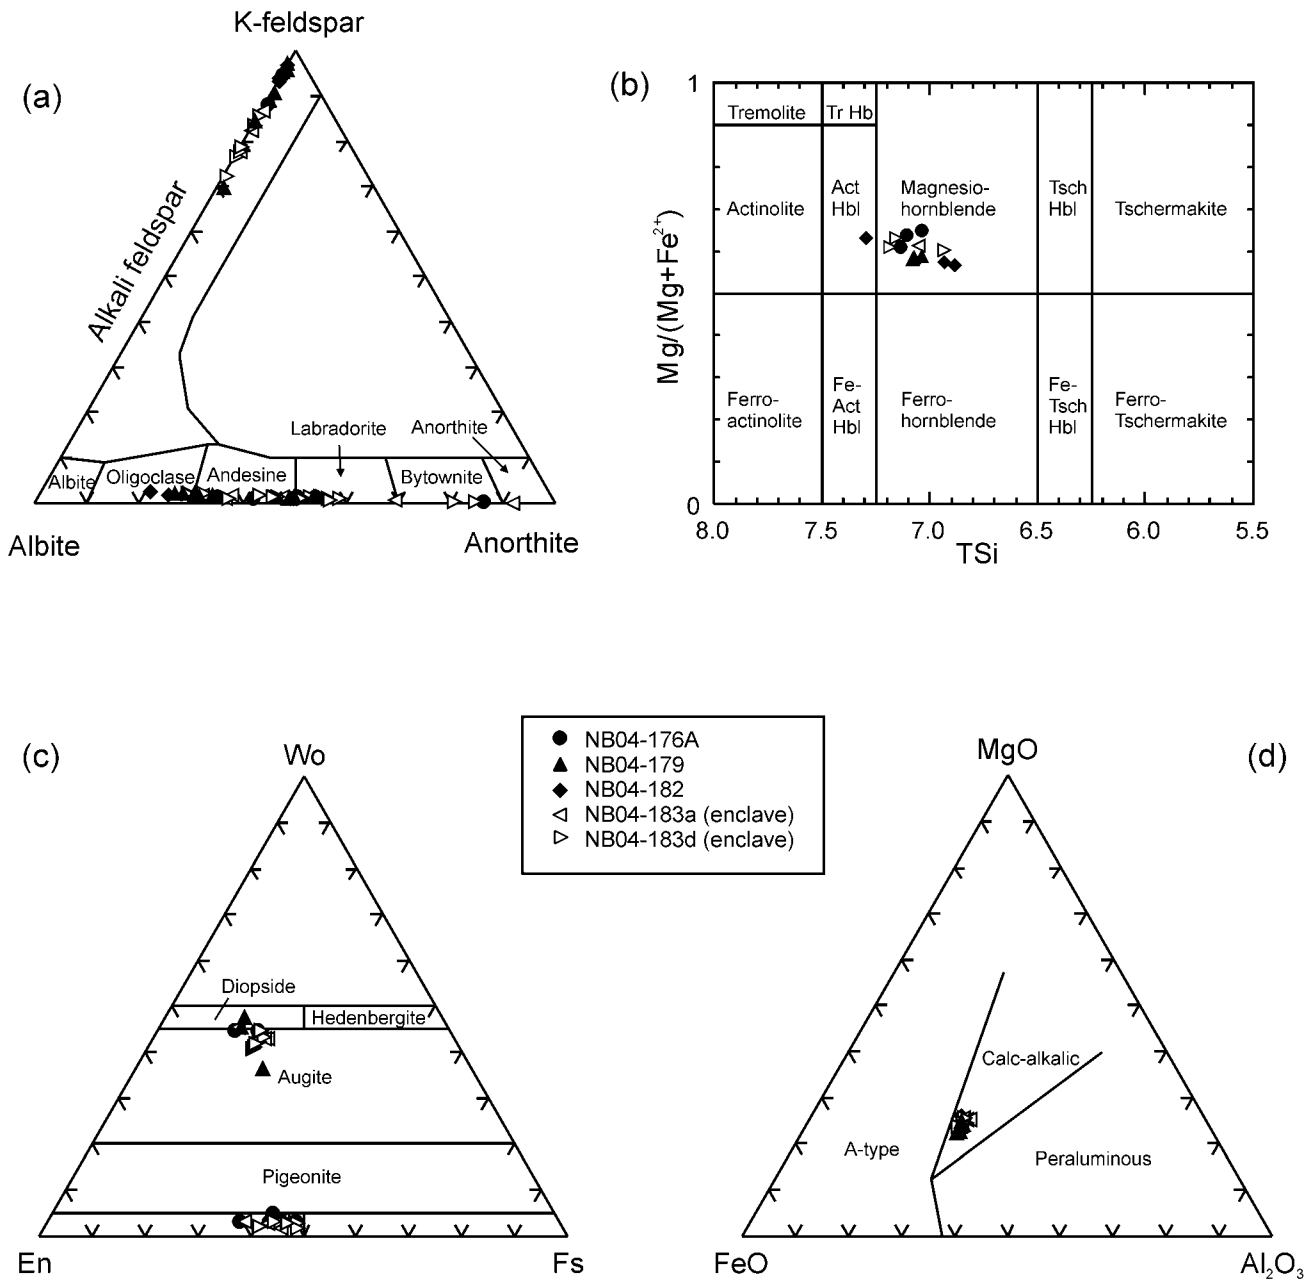 K-feldspar
(a)
Alkali feldspar
Labradorite
Anorthite
Albite
Oligoclase
Andesine
Bytownite
Albite
Anorthite
(b)
1
Tremolite
Tr Hb
Actinolite
Act
Hbl
Magnesio-
hornblende
Tsch
Hbl
Tschermakite
Mg/(Mg+Fe²⁺)
Ferro-
actinolite
Fe-
Act
Hbl
Ferro-
hornblende
Fe-
Tsch
Hbl
Ferro-
Tschermakite
0
8.0 7.5 7.0 6.5 6.0 5.5
TSi
(c)
Wo
Diopside
Hedenbergite
Augite
Pigeonite
En
Fs
NB04-176A
NB04-179
NB04-182
NB04-183a (enclave)
NB04-183d (enclave)
MgO
(d)
Calc-alkalic
A-type
Peraluminous
FeO
Al₂O₃